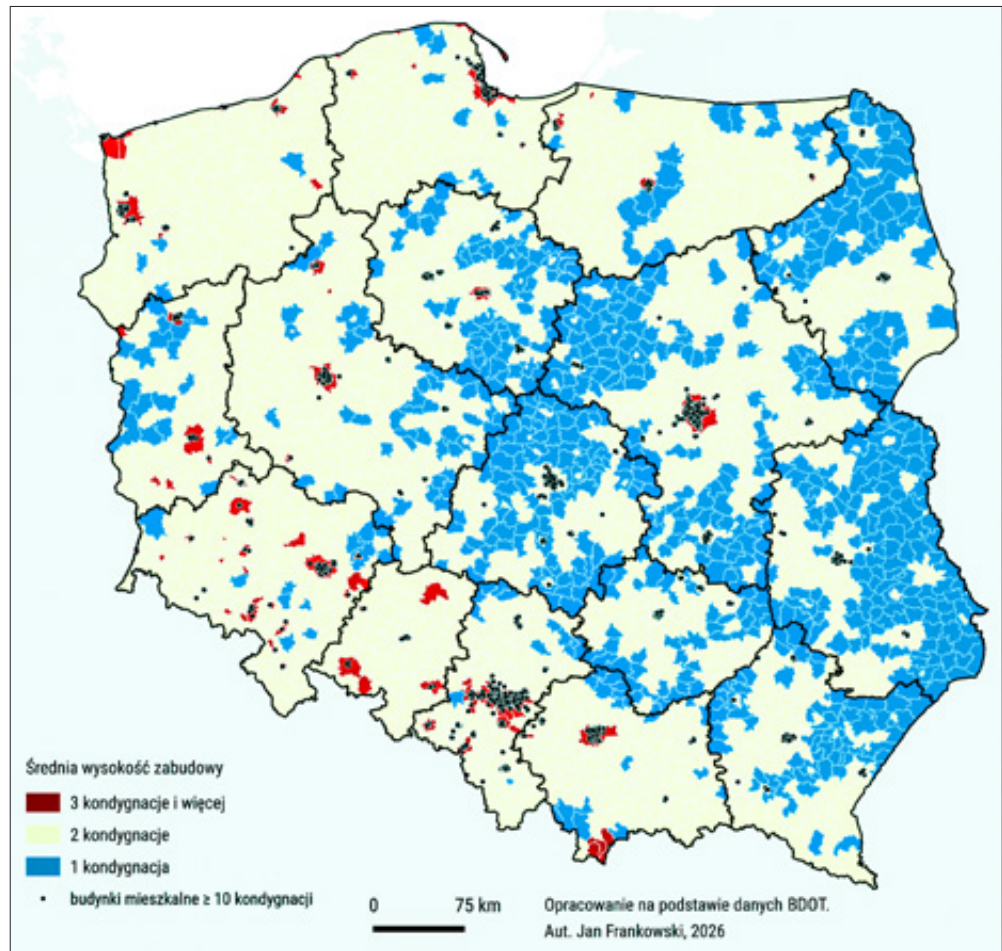 Średnia wysokość zabudowy
3 kondygnacje i więcej
2 kondygnacje
1 kondygnacja
budynki mieszkalne ≥ 10 kondygnacji
0 75 km
Opracowanie na podstawie danych BDOT.
Aut. Jan Frankowski, 2026